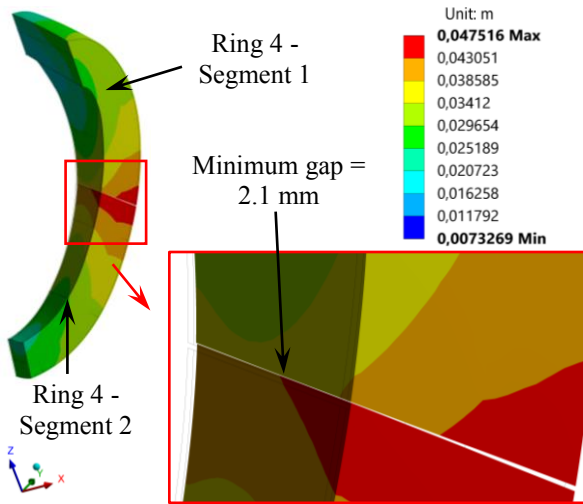 Unit: m
0,047516 Max
0,043051
0,038585
0,03412
0,029654
0,025189
0,020723
0,016258
0,011792
0,0073269 Min
Ring 4 -
Segment 1
Minimum gap =
2.1 mm
Ring 4 -
Segment 2
Z
Y
X